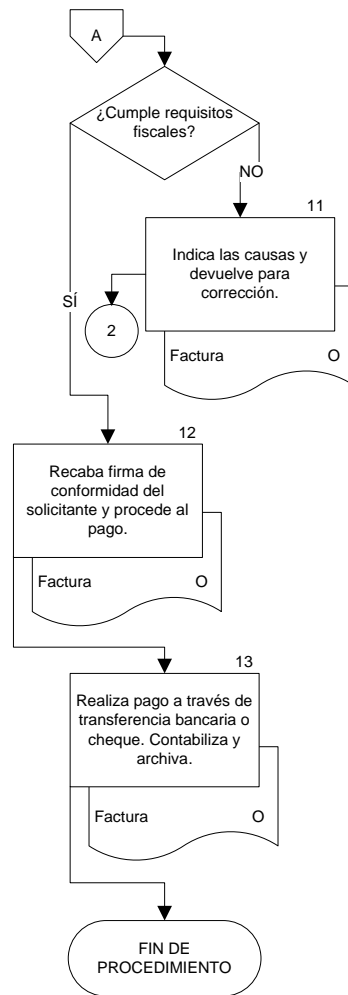 A
¿Cumple requisitos
fiscales?
NO
11
Indica las causas y
devuelve para
corrección.
SÍ
2
Factura O
12
Recaba firma de
conformidad del
solicitante y procede al
pago.
Factura O
13
Realiza pago a través de
transferencia bancaria o
cheque. Contabiliza y
archiva.
Factura O
FIN DE
PROCEDIMIENTO